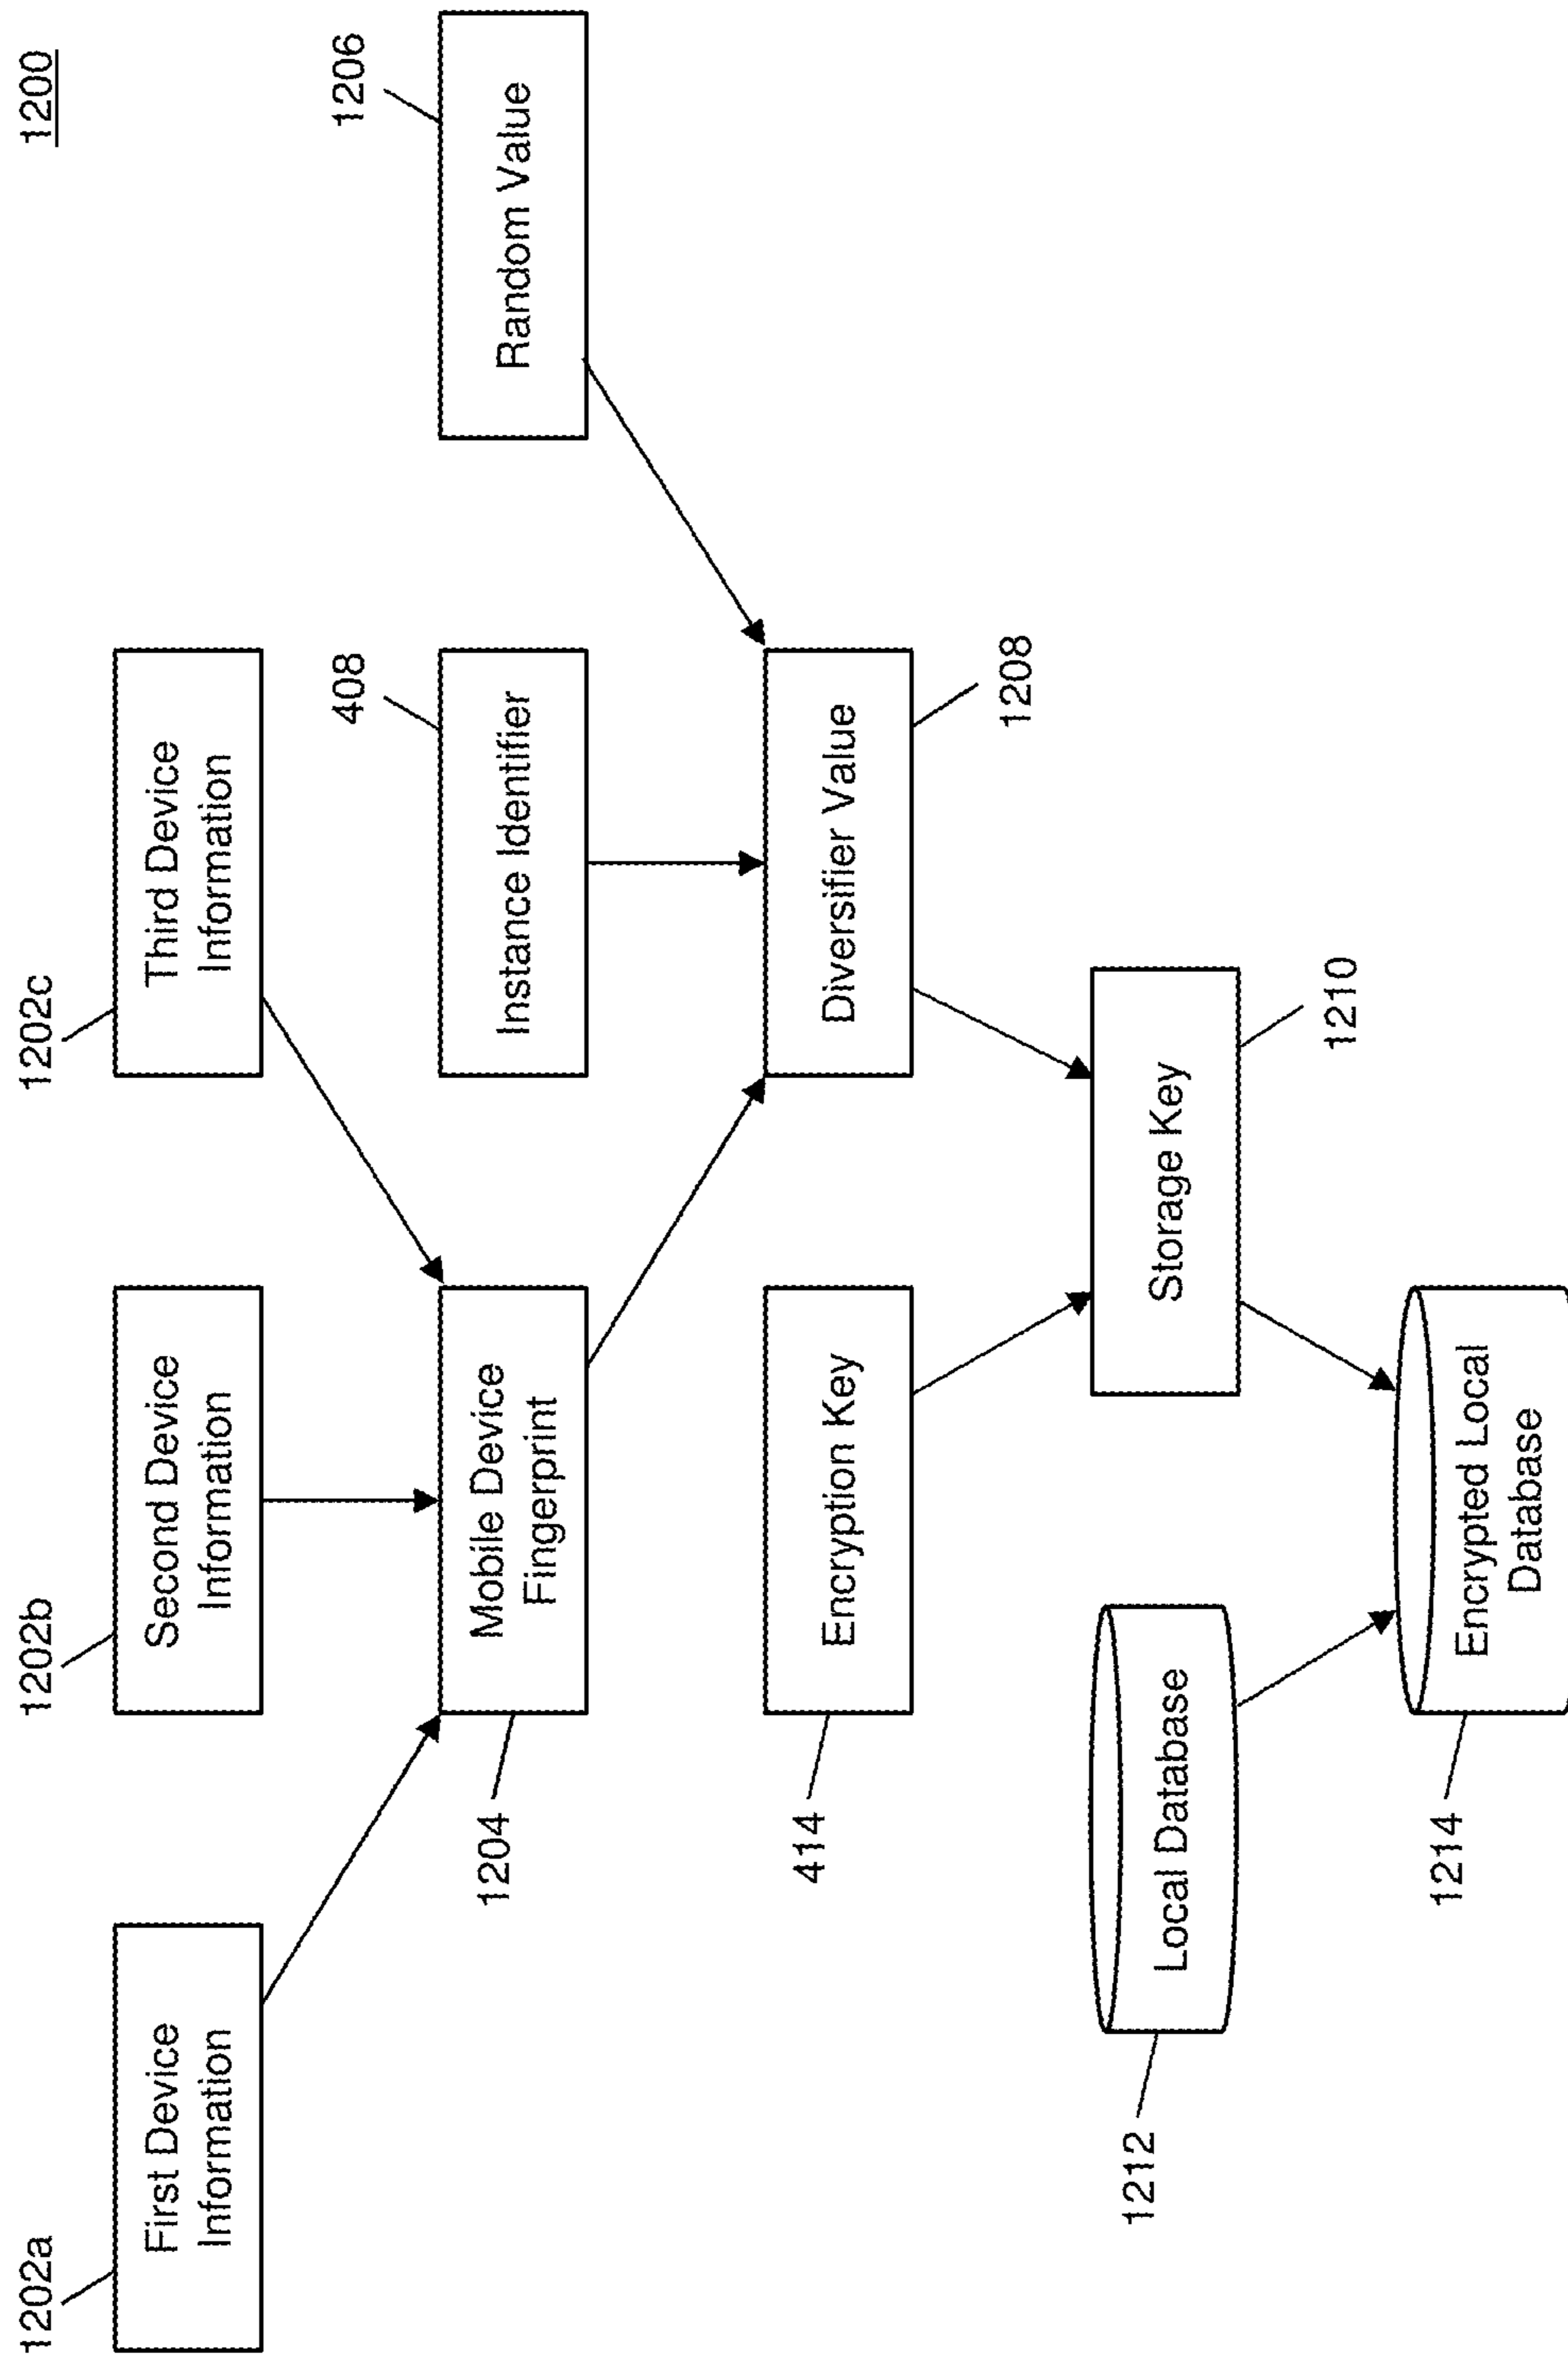 1200
1202a
First Device
Information
1202b
Second Device
Information
1202c
Third Device
Information
1204
Mobile Device
Fingerprint
408
Instance Identifier
1206
Random Value
414
Encryption Key
Diversifier Value
1208
1212
Local Database
Storage Key
1210
1214
Encrypted Local
Database